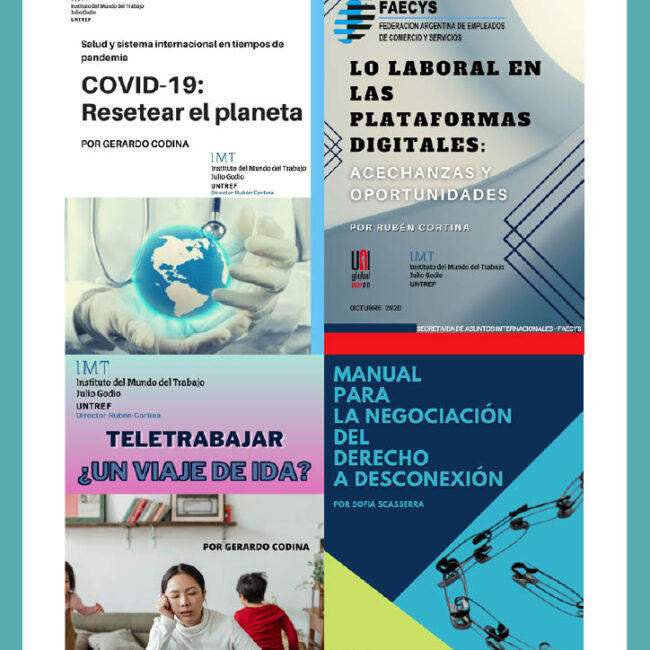 Instituto del Mundo del Trabajo
Julio Godio
UNTREF
Salud y sistema internacional en tiempos de
pandemia
COVID-19:
Resetear el planeta
POR GERARDO CODINA
IMT
Instituto del Mundo del Trabajo
Julio Godio
UNTREF
Director Rubén Cortina
FAECYS
FEDERACION ARGENTINA DE EMPLEADOS
DE COMERCIO Y SERVICIOS
LO LABORAL EN
LAS
PLATAFORMAS
DIGITALES:
ACECHANZAS Y
OPORTUNIDADES
POR RUBÉN CORTINA
UNI
global
union
IMT
Instituto del Mundo del Trabajo
Julio Godio
UNTREF
OCTUBRE 2020
SECRETARIA DE ASUNTOS INTERNACIONALES - FAECYS
IMT
Instituto del Mundo del Trabajo
Julio Godio
UNTREF
Director Rubén Cortina
TELETRABAJAR
¿UN VIAJE DE IDA?
POR GERARDO CODINA
MANUAL
PARA
LA NEGOCIACIÓN
DEL
DERECHO
A DESCONEXIÓN
POR SOFIA SCASSERRA